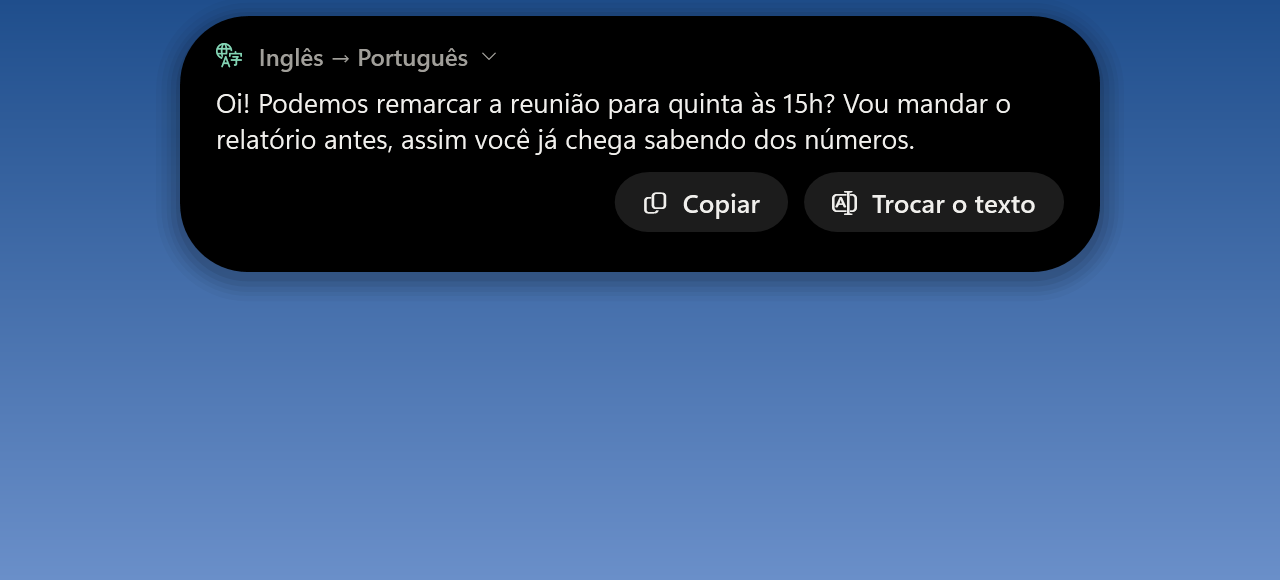 Inglês → Português
Oi! Podemos remarcar a reunião para quinta às 15h? Vou mandar o
relatório antes, assim você já chega sabendo dos números.
Copiar
Trocar o texto